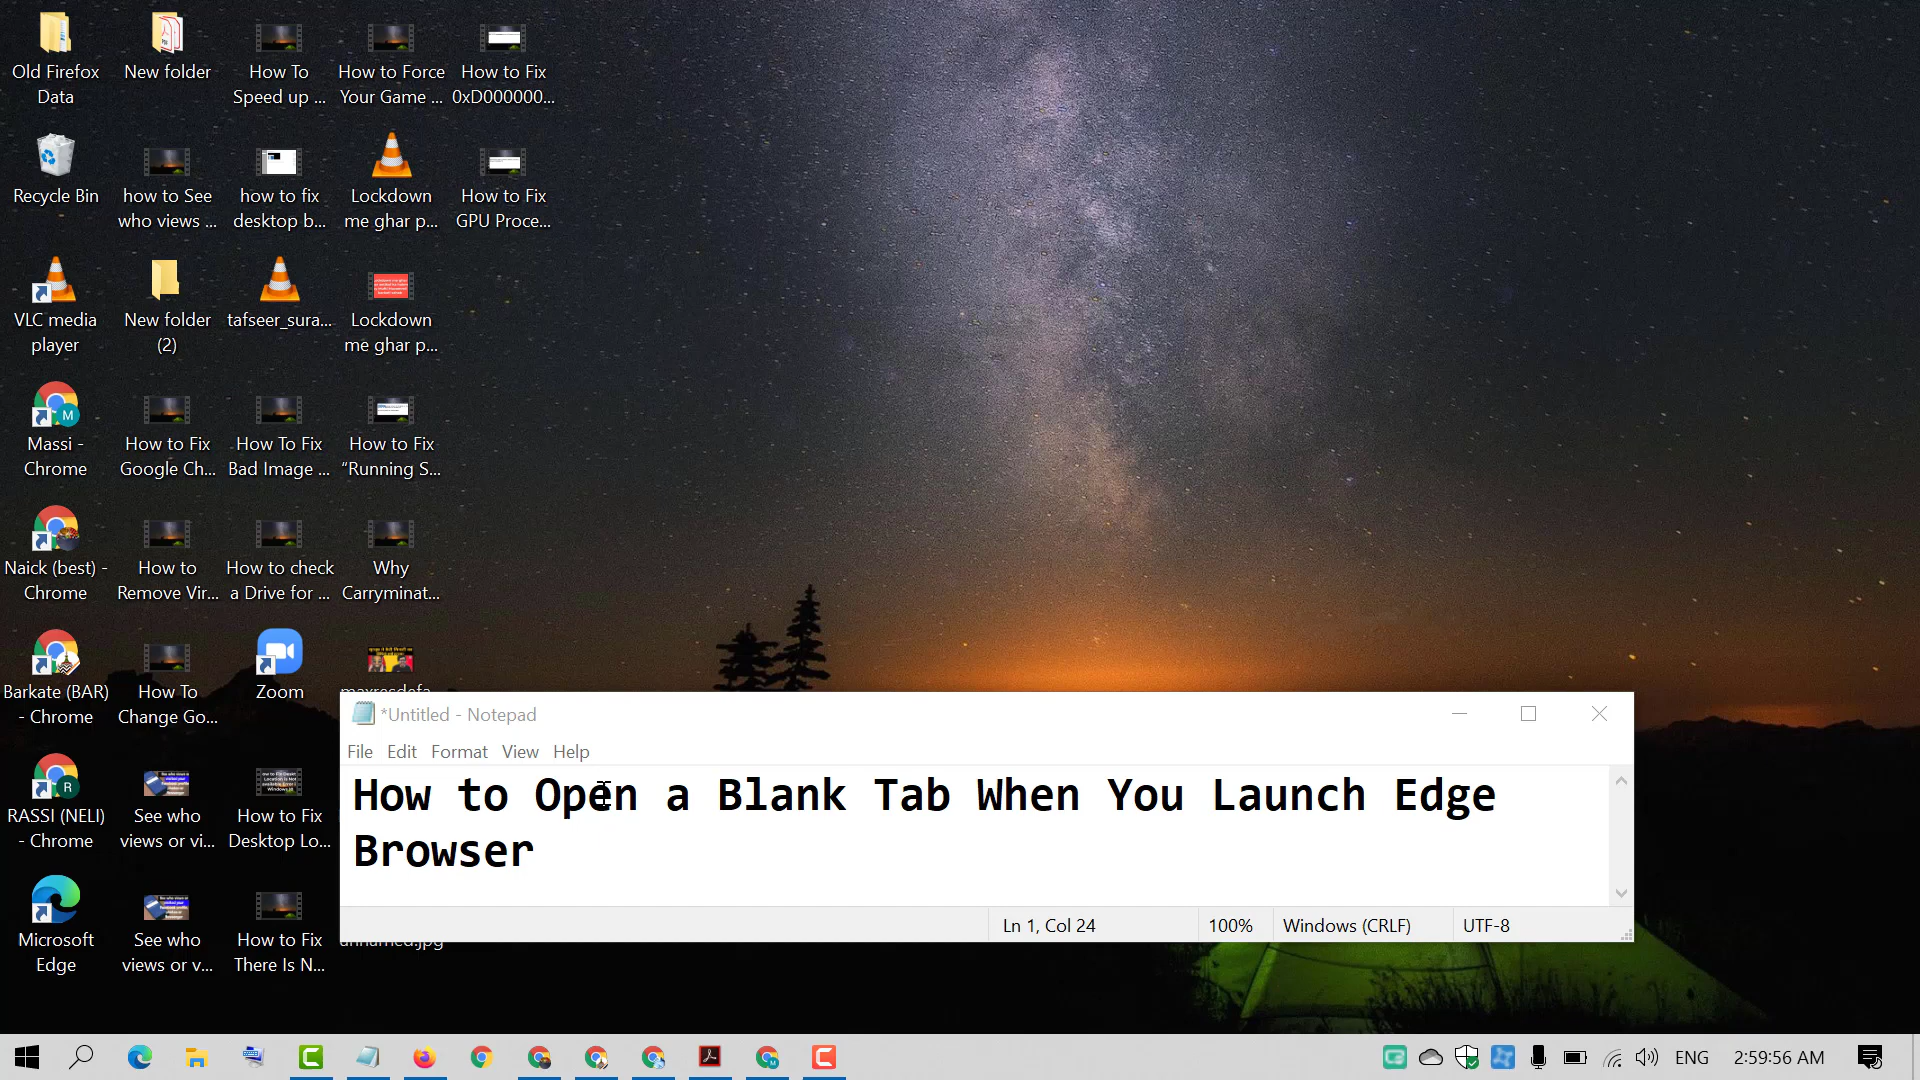 Old Firefox
Data
New folder
How To
Speed up ...
How to Force
Your Game ...
How to Fix
0xD000000...
Recycle Bin
how to See
who views ...
how to fix
desktop b...
Lockdown
me ghar p...
How to Fix
GPU Proce...
VLC media
player
New folder
(2)
tafseer_sura...
Lockdown
me ghar p...
Massi -
Chrome
How to Fix
Google Ch...
How To Fix
Bad Image ...
How to Fix
“Running S...
Naick (best) -
Chrome
How to
Remove Vir...
How to check
a Drive for ...
Why
Carryminat...
Barkate (BAR)
- Chrome
How To
Change Go...
Zoom
RASSI (NELI)
- Chrome
See who
views or vi...
How to Fix
Desktop Lo...
Microsoft
Edge
See who
views or v...
How to Fix
There Is N...
unnamed.jpg
*Untitled - Notepad
File Edit Format View Help
How to Open a Blank Tab When You Launch Edge
Browser
Ln 1, Col 24
100%
Windows (CRLF)
UTF-8
ENG
2:59:56 AM